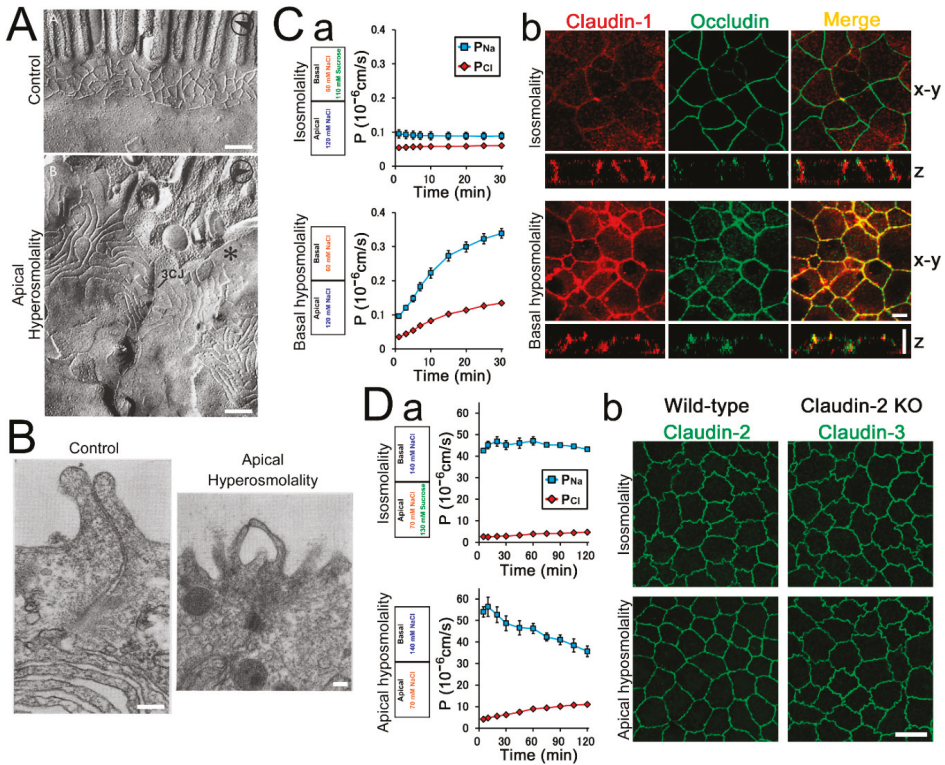 A
A
Control
B
3CJ
*
Apical
Hyperosmolality
B
Control
Apical
Hyperosmolality
C a
Isosmolality
Basal
60 mM NaCl
110 mM Sucrose
Apical
120 mM NaCl
P (10⁻⁶cm/s)
0.4
0.3
0.2
0.1
0
PNa
PCl
0 10 20 30
Time (min)
Basal hyposmolality
Basal
60 mM NaCl
Apical
120 mM NaCl
P (10⁻⁶cm/s)
0.4
0.3
0.2
0.1
0
0 10 20 30
Time (min)
b
Claudin-1 Occludin Merge
Isosmolality
x-y
z
Basal hyposmolality
x-y
z
D a
Isosmolality
Basal
140 mM NaCl
Apical
70 mM NaCl
130 mM Sucrose
P (10⁻⁶cm/s)
60
50
40
30
20
10
0
PNa
PCl
0 30 60 90 120
Time (min)
Apical hyposmolality
Basal
140 mM NaCl
Apical
70 mM NaCl
P (10⁻⁶cm/s)
60
50
40
30
20
10
0
0 30 60 90 120
Time (min)
b
Wild-type Claudin-2 KO
Claudin-2 Claudin-3
Isosmolality
Apical hyposmolality